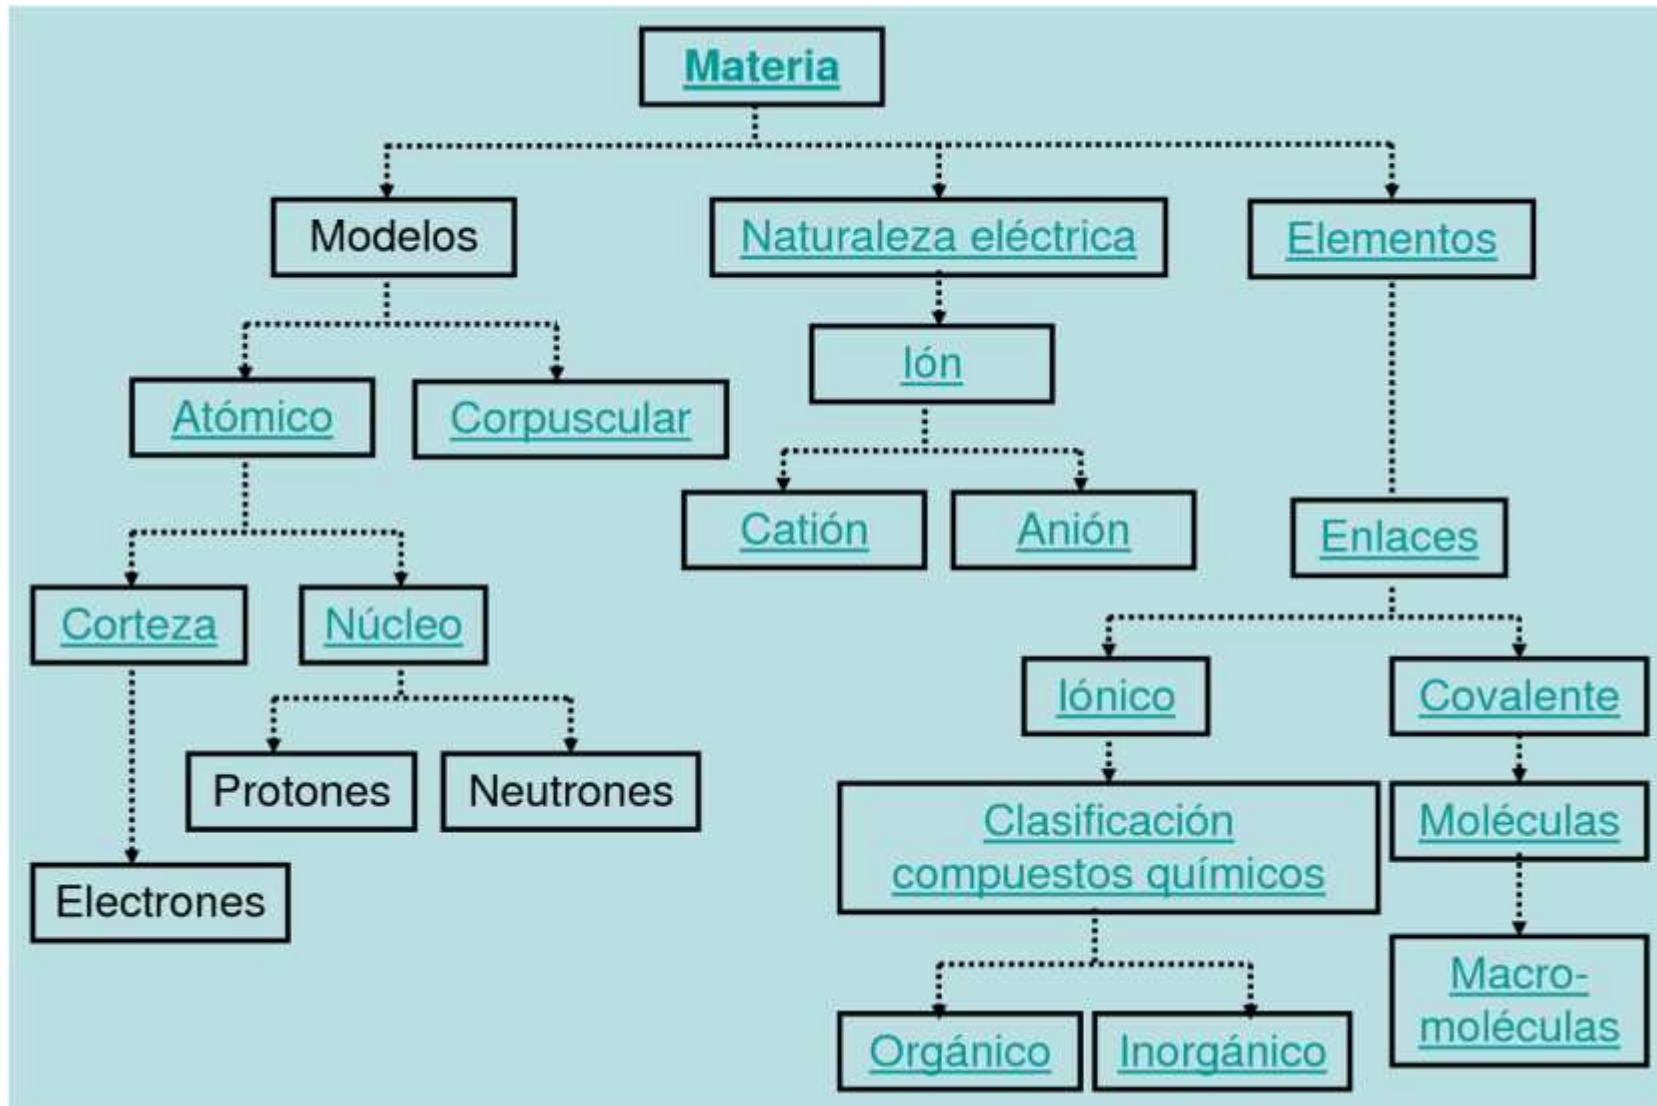 Materia
Modelos
Naturaleza eléctrica
Elementos
Ión
Atómico
Corpuscular
Catión
Anión
Enlaces
Corteza
Núcleo
Iónico
Covalente
Protones
Neutrones
Clasificación
compuestos químicos
Moléculas
Electrones
Macro-
moléculas
Orgánico
Inorgánico